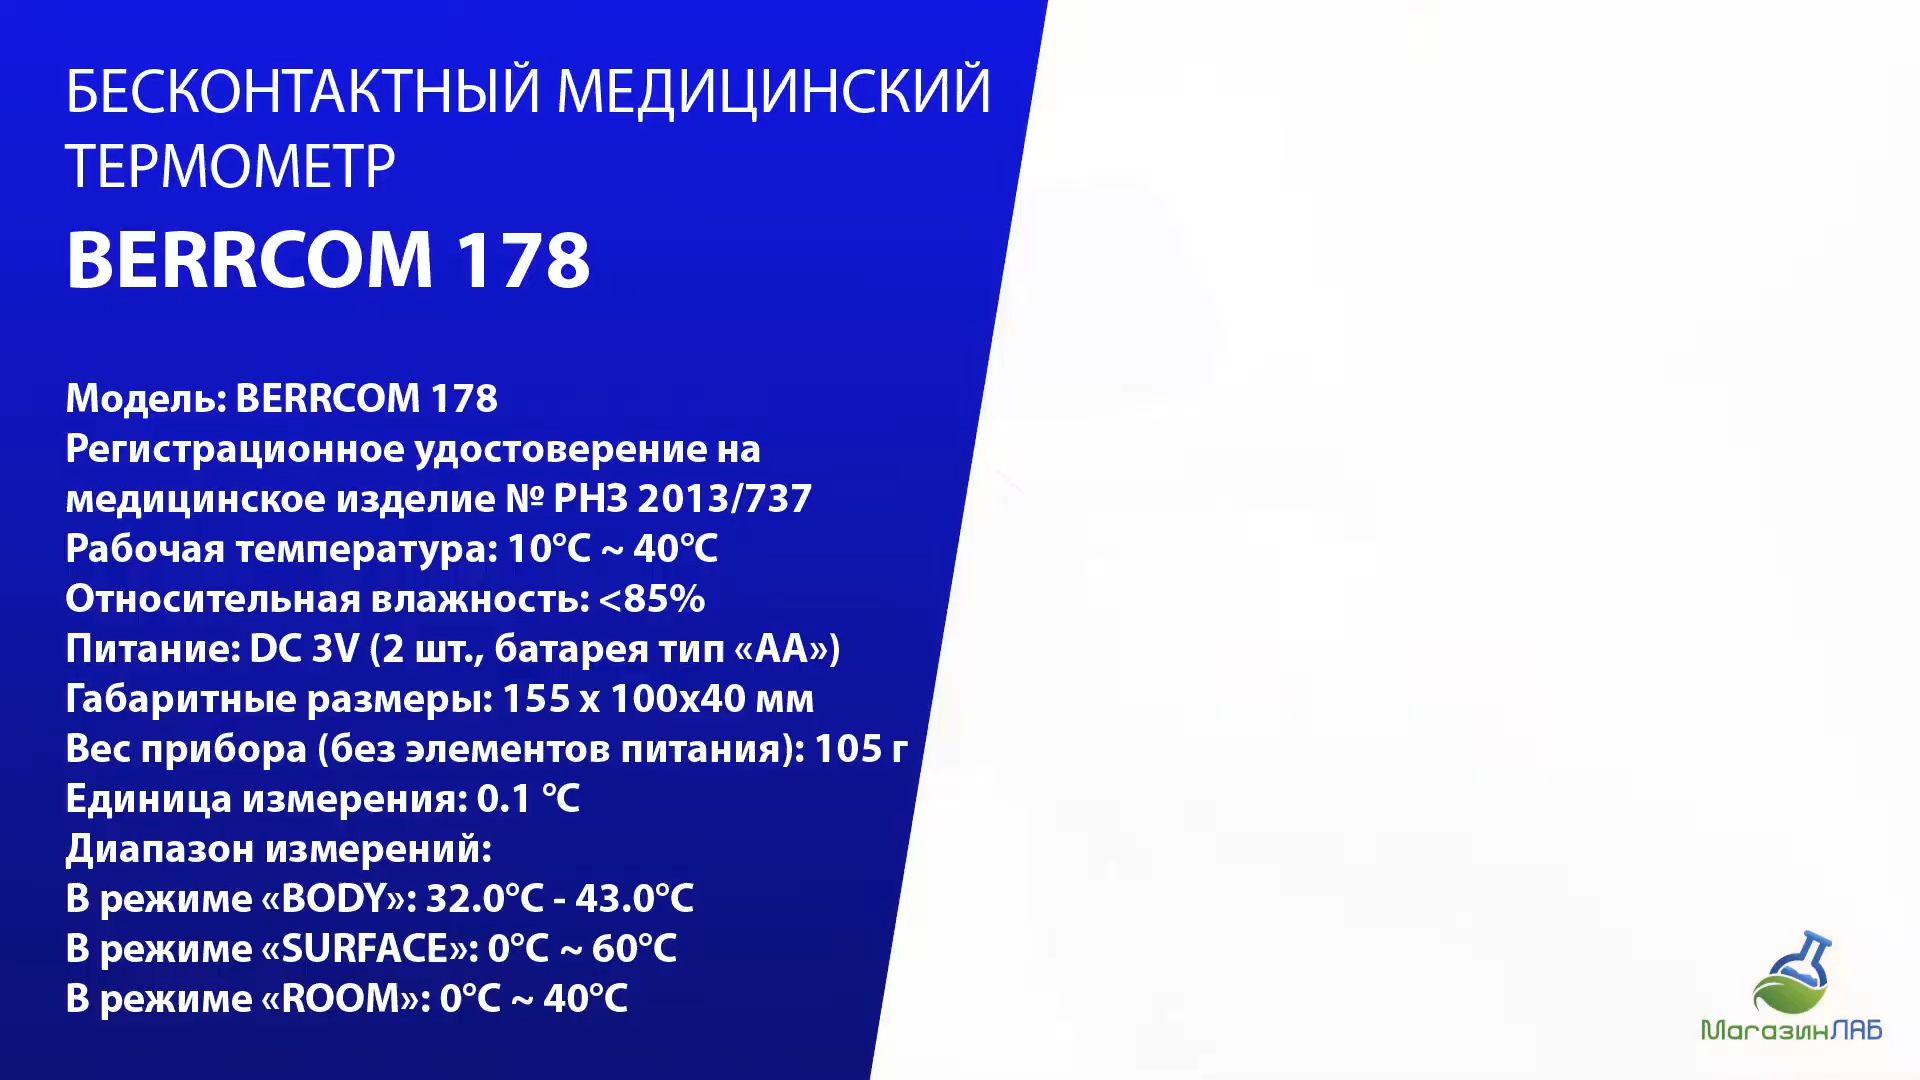 БЕСКОНТАКТНЫЙ МЕДИЦИНСКИЙ
ТЕРМОМЕТР
BERRCOM 178
Модель: BERRCOM 178
Регистрационное удостоверение на
медицинское изделие № РНЗ 2013/737
Рабочая температура: 10°C ~ 40°C
Относительная влажность: <85%
Питание: DC 3V (2 шт., батарея тип «АА»)
Габаритные размеры: 155 x 100x40 мм
Вес прибора (без элементов питания): 105 г
Единица измерения: 0.1 °C
Диапазон измерений:
В режиме «BODY»: 32.0°C - 43.0°C
В режиме «SURFACE»: 0°C ~ 60°C
В режиме «ROOM»: 0°C ~ 40°C
МагазинЛАБ